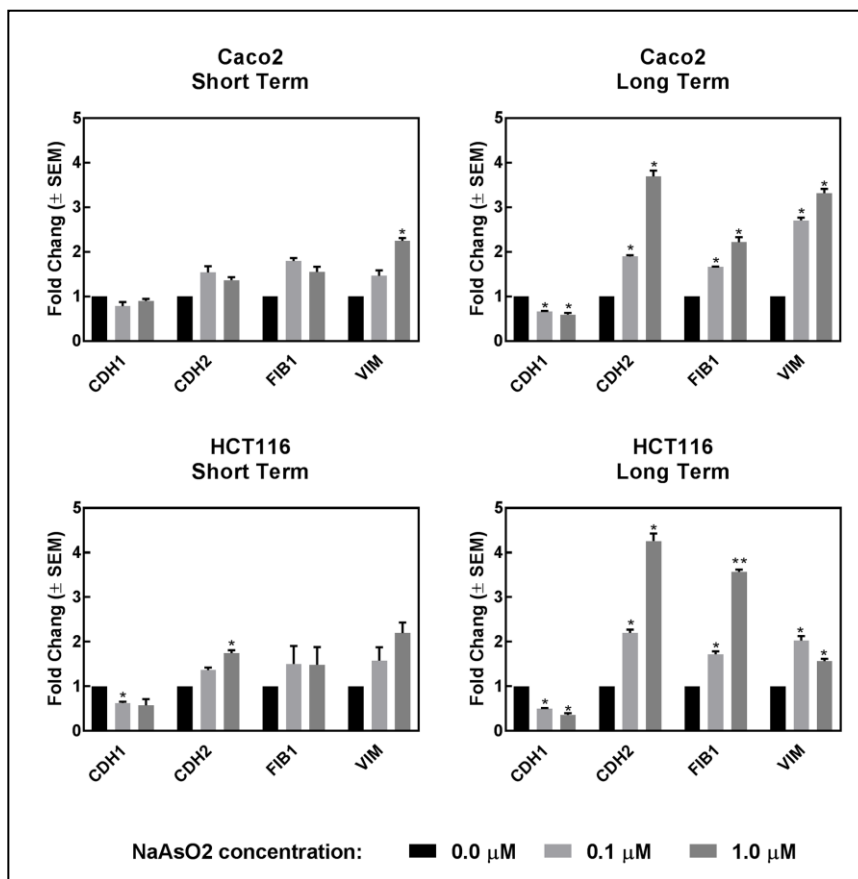 Caco2
Short Term
Fold Chang (± SEM)
5
4
3
2
1
0
*
CDH1
CDH2
FIB1
VIM
Caco2
Long Term
Fold Chang (± SEM)
5
4
3
2
1
0
* *
* *
* *
* *
CDH1
CDH2
FIB1
VIM
HCT116
Short Term
Fold Chang (± SEM)
5
4
3
2
1
0
*
*
CDH1
CDH2
FIB1
VIM
HCT116
Long Term
Fold Chang (± SEM)
5
4
3
2
1
0
* *
* *
* **
* *
CDH1
CDH2
FIB1
VIM
NaAsO2 concentration: 0.0 μM 0.1 μM 1.0 μM